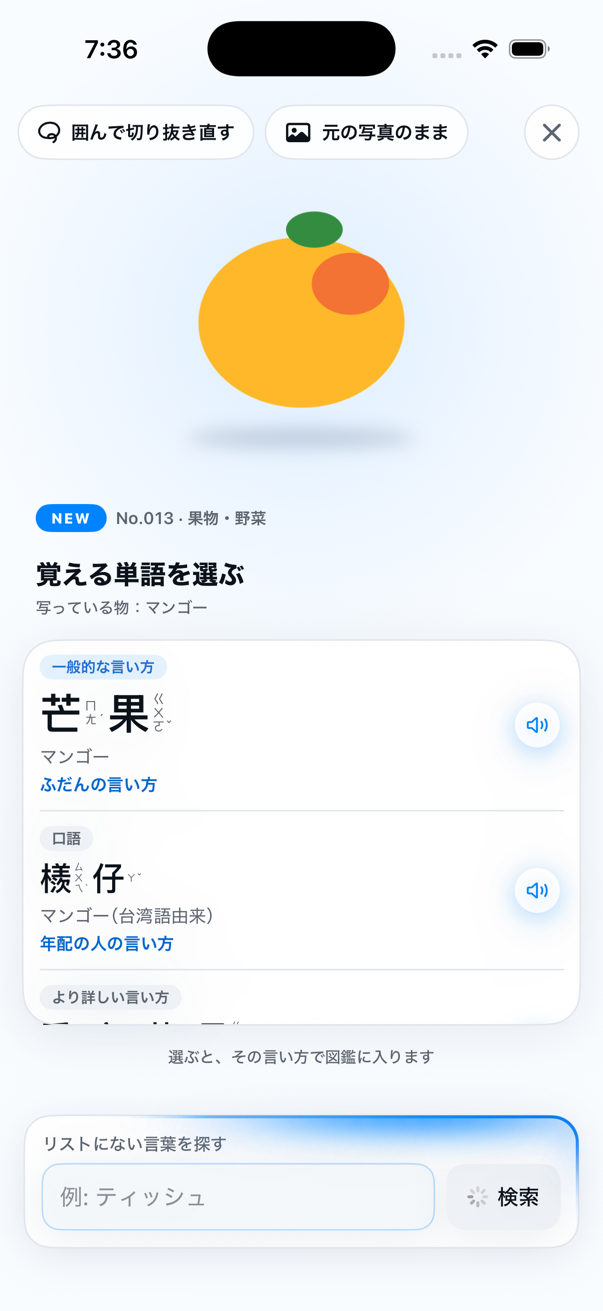 7:36
囲んで切り抜き直す
元の写真のまま
NEW No.013・果物・野菜
覚える単語を選ぶ
写っている物：マンゴー
一般的な言い方
芒ㄇㄤˊ果ㄍㄨㄛˇ
マンゴー
ふだんの言い方
口語
檨ㄙㄨㄟ仔ㄚˇ
マンゴー(台湾語由来)
年配の人の言い方
より詳しい言い方
選ぶと、その言い方で図鑑に入ります
リストにない言葉を探す
例: ティッシュ
検索